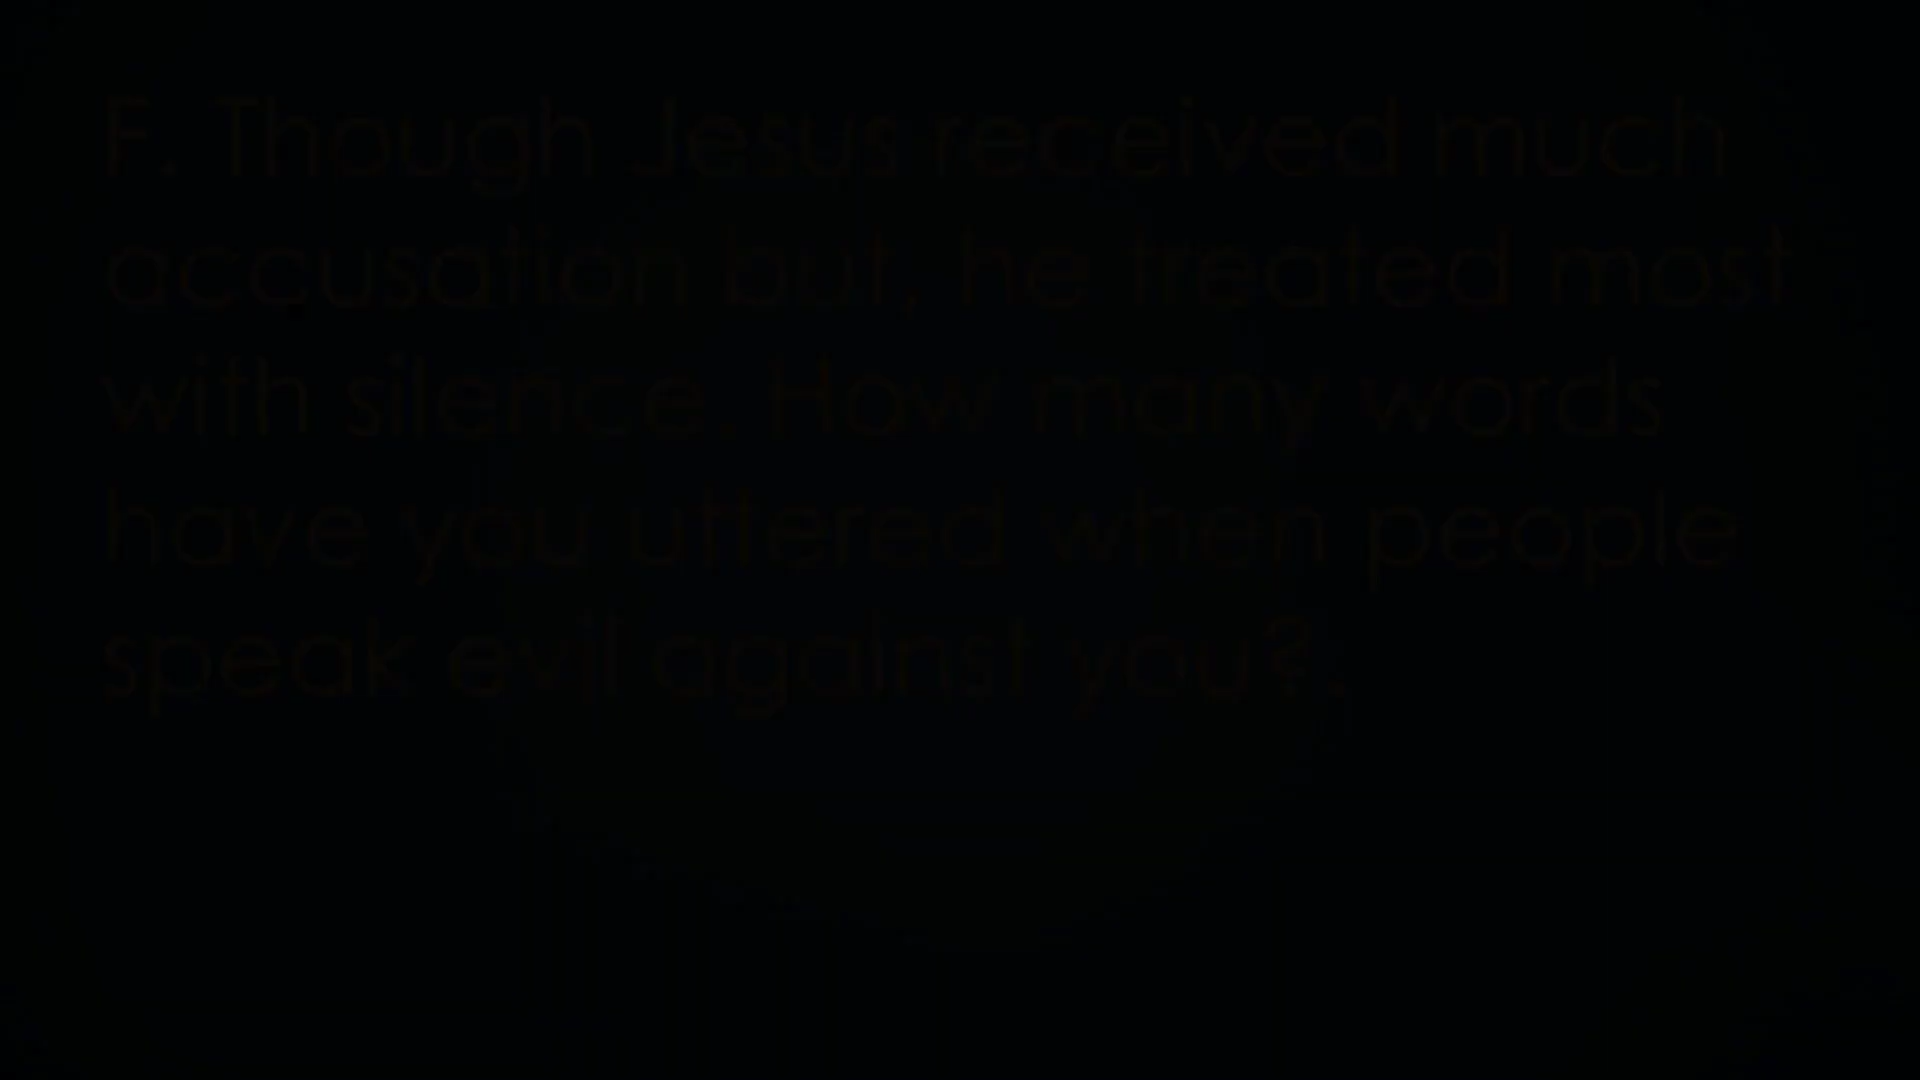 F. Though Jesus received much
accusation but, he treated most
with silence. How many words
have you uttered when people
speak evil against you?.